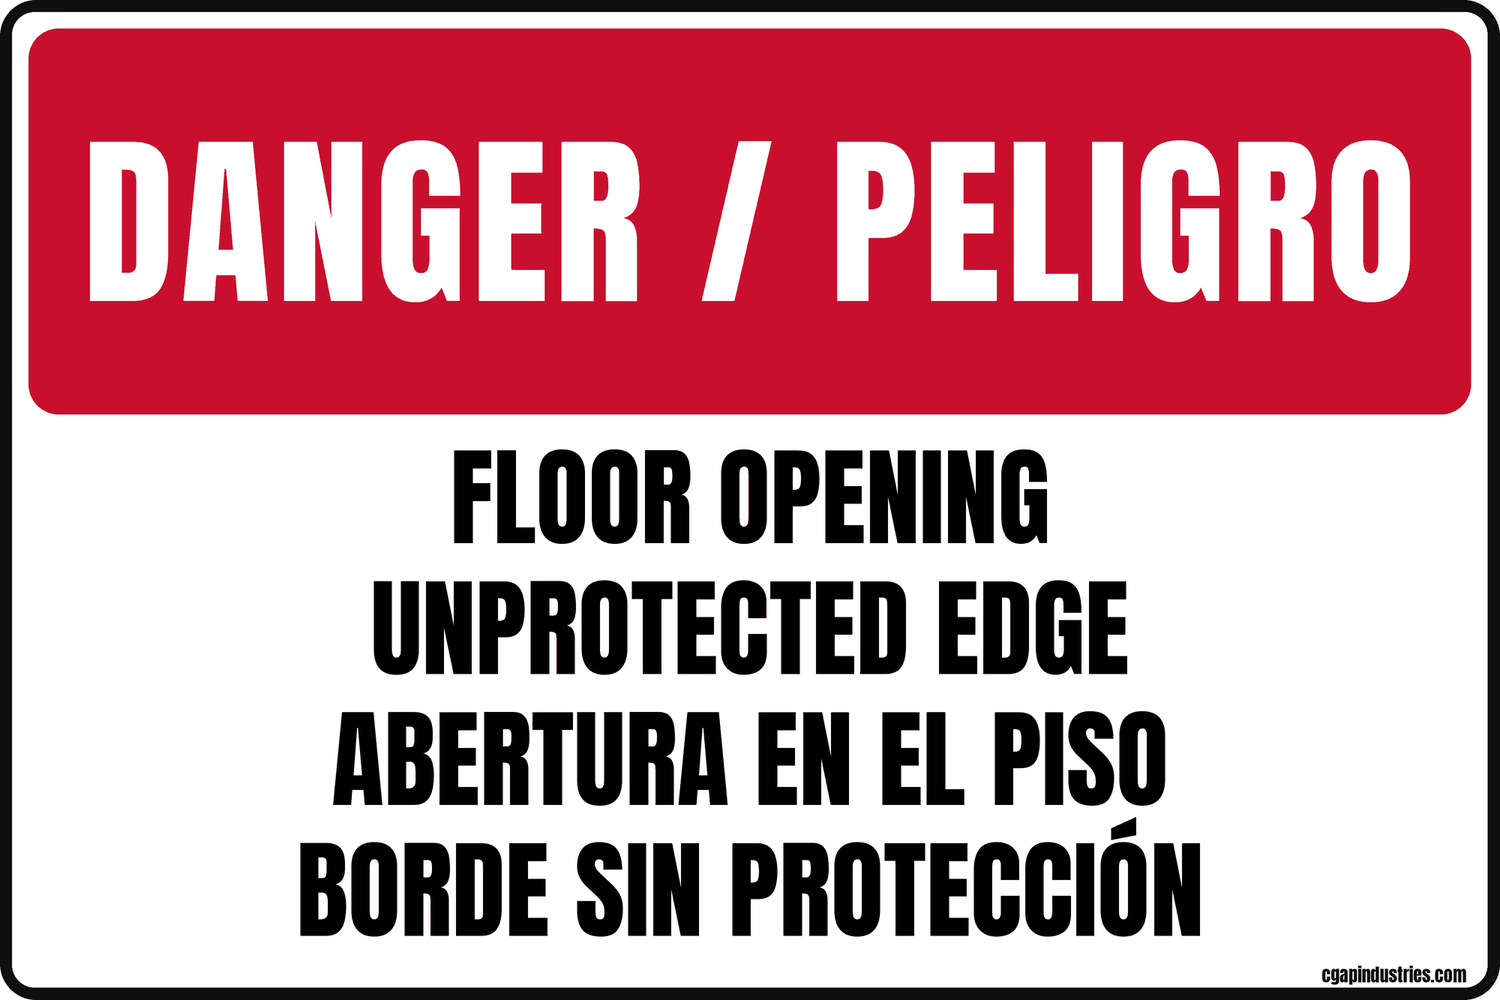 DANGER / PELIGRO
FLOOR OPENING
UNPROTECTED EDGE
ABERTURA EN EL PISO
BORDE SIN PROTECCIÓN
cgapindustries.com